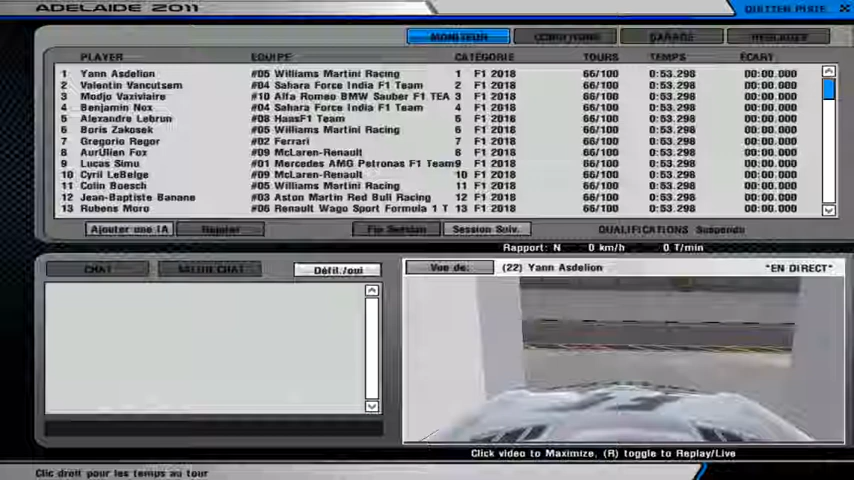 ADELAIDE 2011 QUITTER PISTE X
MONITEUR CONDITIONS GARAGE REGLAGES
PLAYER EQUIPE CATÉGORIE TOURS TEMPS ÉCART
1 Yann Asdelion #05 Williams Martini Racing 1 F1 2018 66/100 0:53.298 00:00.000
2 Valentin Vancutsem #04 Sahara Force India F1 Team 2 F1 2018 66/100 0:53.298 00:00.000
3 Modjo Vaxiviaire #10 Alfa Romeo BMW Sauber F1 TEA 3 F1 2018 66/100 0:53.298 00:00.000
4 Benjamin Nox #04 Sahara Force India F1 Team 4 F1 2018 66/100 0:53.298 00:00.000
5 Alexandre Lebrun #08 HaasF1 Team 5 F1 2018 66/100 0:53.298 00:00.000
6 Boris Zakosek #05 Williams Martini Racing 6 F1 2018 66/100 0:53.298 00:00.000
7 Gregorio Regor #02 Ferrari 7 F1 2018 66/100 0:53.298 00:00.000
8 AurÜlien Fox #09 McLaren-Renault 8 F1 2018 66/100 0:53.298 00:00.000
9 Lucas Simu #01 Mercedes AMG Petronas F1 Team9 F1 2018 66/100 0:53.298 00:00.000
10 Cyril LeBelge #09 McLaren-Renault 10 F1 2018 66/100 0:53.298 00:00.000
11 Colin Boesch #05 Williams Martini Racing 11 F1 2018 66/100 0:53.298 00:00.000
12 Jean-Baptiste Banane #03 Aston Martin Red Bull Racing 12 F1 2018 66/100 0:53.298 00:00.000
13 Rubens Moro #06 Renault Wago Sport Formula 1 T 13 F1 2018 66/100 0:53.298 00:00.000
Ajouter une IA Rejouer Fin Session Session Suiv. QUALIFICATIONS Suspendu
Rapport: N 0 km/h 0 T/min
CHAT Défil./oui Vue de: (22) Yann Asdelion "EN DIRECT"
Click video to Maximize, (R) toggle to Replay/Live
Clic droit pour les temps au tour